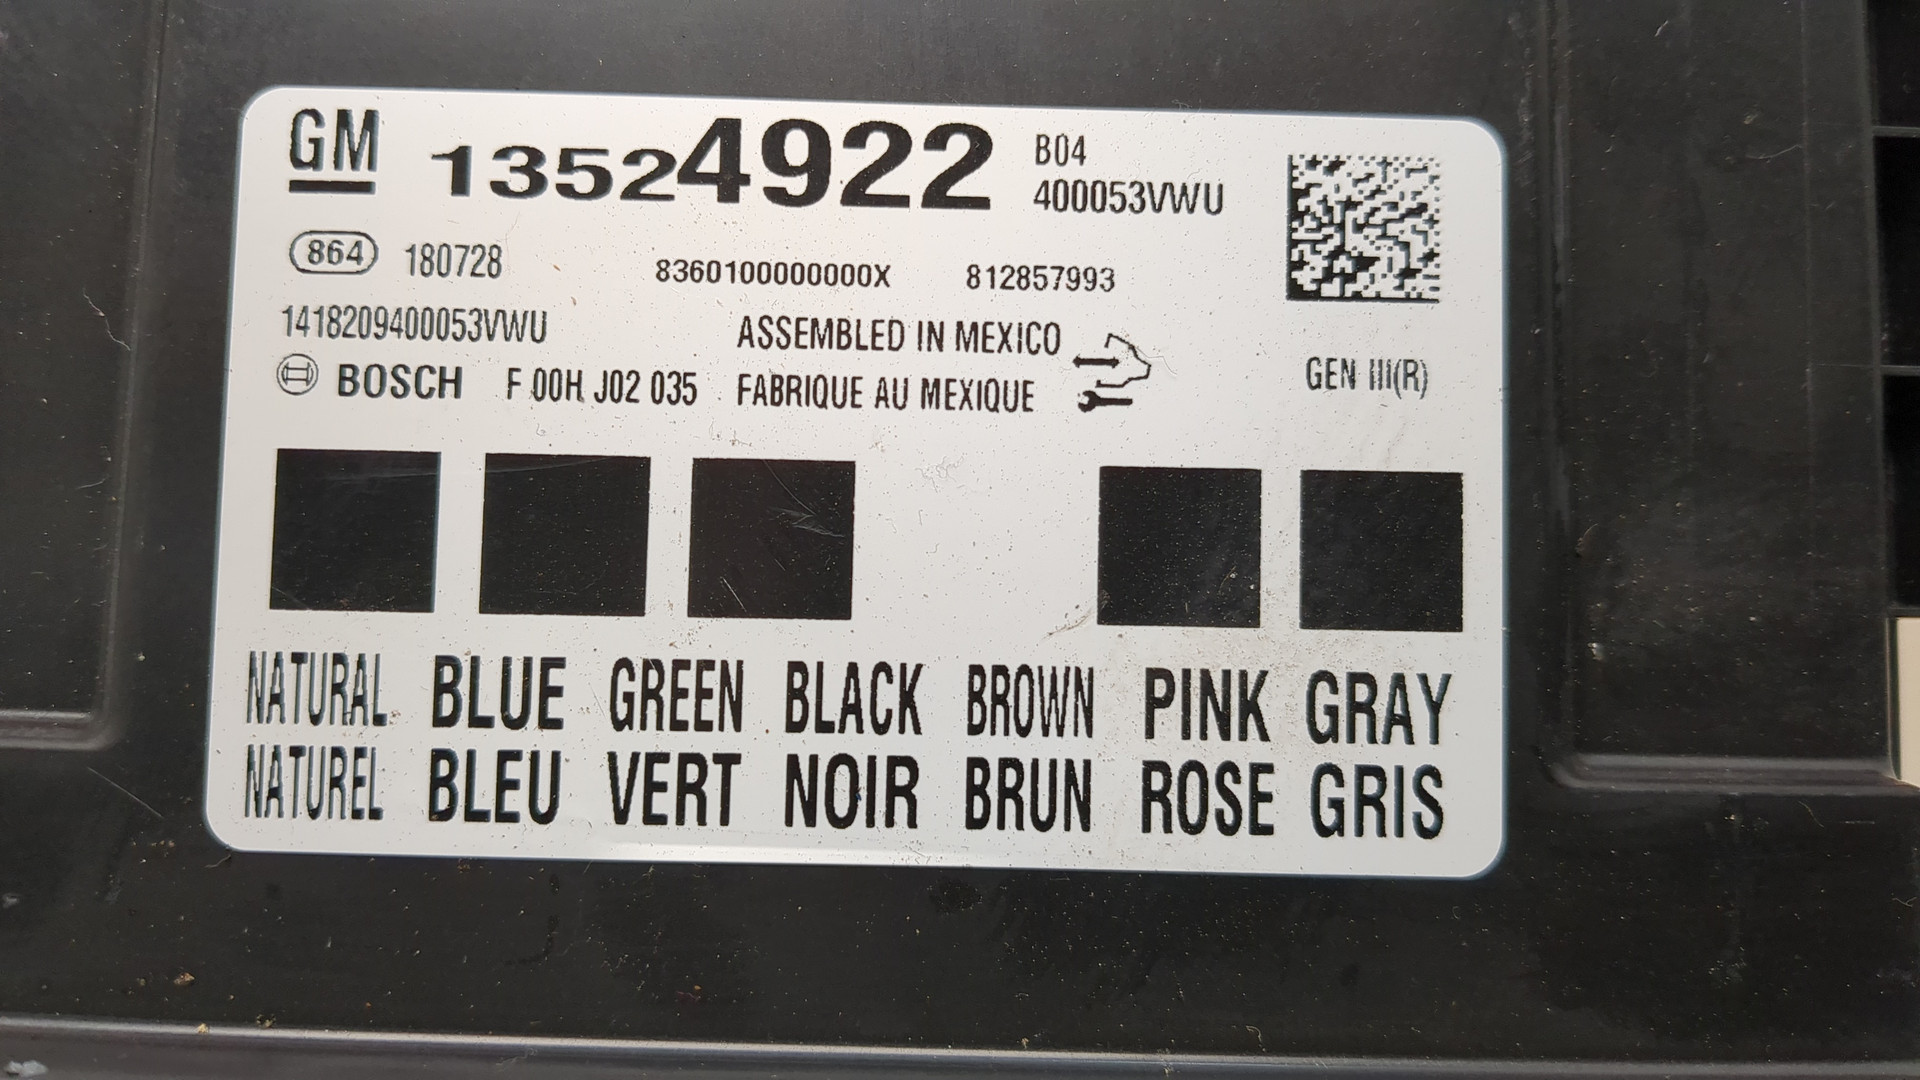 GM 13524922 B04
400053VWU
864 180728 8360100000000X 812857993
1418209400053VWU ASSEMBLED IN MEXICO
BOSCH F 00H J02 035 FABRIQUE AU MEXIQUE GEN III(R)
NATURAL BLUE GREEN BLACK BROWN PINK GRAY
NATUREL BLEU VERT NOIR BRUN ROSE GRIS